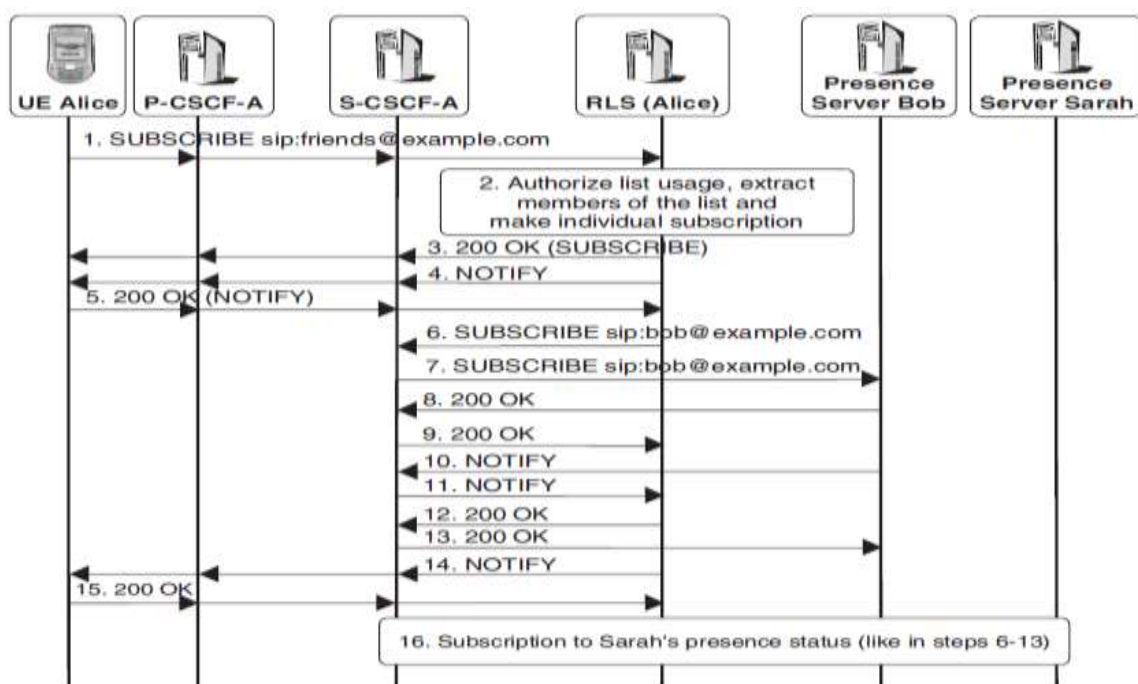 UE Alice
P-CSCF-A
S-CSCF-A
RLS (Alice)
Presence
Server Bob
Presence
Server Sarah
1. SUBSCRIBE sip:friends@example.com
2. Authorize list usage, extract
members of the list and
make individual subscription
3. 200 OK (SUBSCRIBE)
4. NOTIFY
5. 200 OK (NOTIFY)
6. SUBSCRIBE sip:bob@example.com
7. SUBSCRIBE sip:bob@example.com
8. 200 OK
9. 200 OK
10. NOTIFY
11. NOTIFY
12. 200 OK
13. 200 OK
14. NOTIFY
15. 200 OK
16. Subscription to Sarah's presence status (like in steps 6-13)